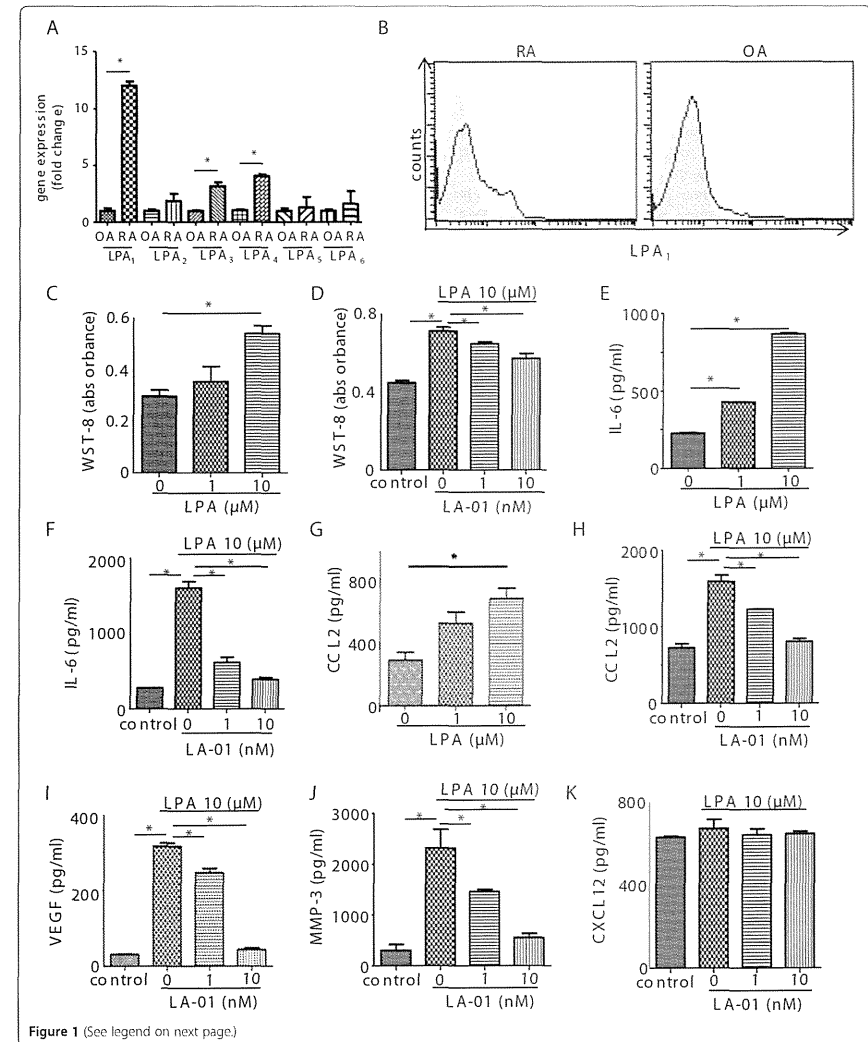 A
B
RA
OA
gene expression
(fold change)
15
10
5
0
*
*
*
OA RA OA RA OA RA OA RA OA RA OA RA
LPA1 LPA2 LPA3 LPA4 LPA5 LPA6
counts
LPA1
C
WST-8 (abs orbance)
0.6
0.4
0.2
0
*
0 1 10
LPA (μM)
D
LPA 10 (μM)
WST-8 (abs orbance)
0.8
0.4
0
* * *
control 0 1 10
LA-01 (nM)
E
IL-6 (pg/ml)
1000
500
0
*
*
0 1 10
LPA (μM)
F
LPA 10 (μM)
IL-6 (pg/ml)
2000
1000
0
* * *
control 0 1 10
LA-01 (nM)
G
CC L2 (pg/ml)
800
400
0
*
0 1 10
LPA (μM)
H
LPA 10 (μM)
CC L2 (pg/ml)
2000
1000
0
* * *
control 0 1 10
LA-01 (nM)
I
LPA 10 (μM)
VEGF (pg/ml)
400
200
0
* * *
control 0 1 10
LA-01 (nM)
J
LPA 10 (μM)
MMP-3 (pg/ml)
3000
2000
1000
0
* * *
control 0 1 10
LA-01 (nM)
K
LPA 10 (μM)
CXCL12 (pg/ml)
800
400
0
control 0 1 10
LA-01 (nM)
Figure 1 (See legend on next page.)